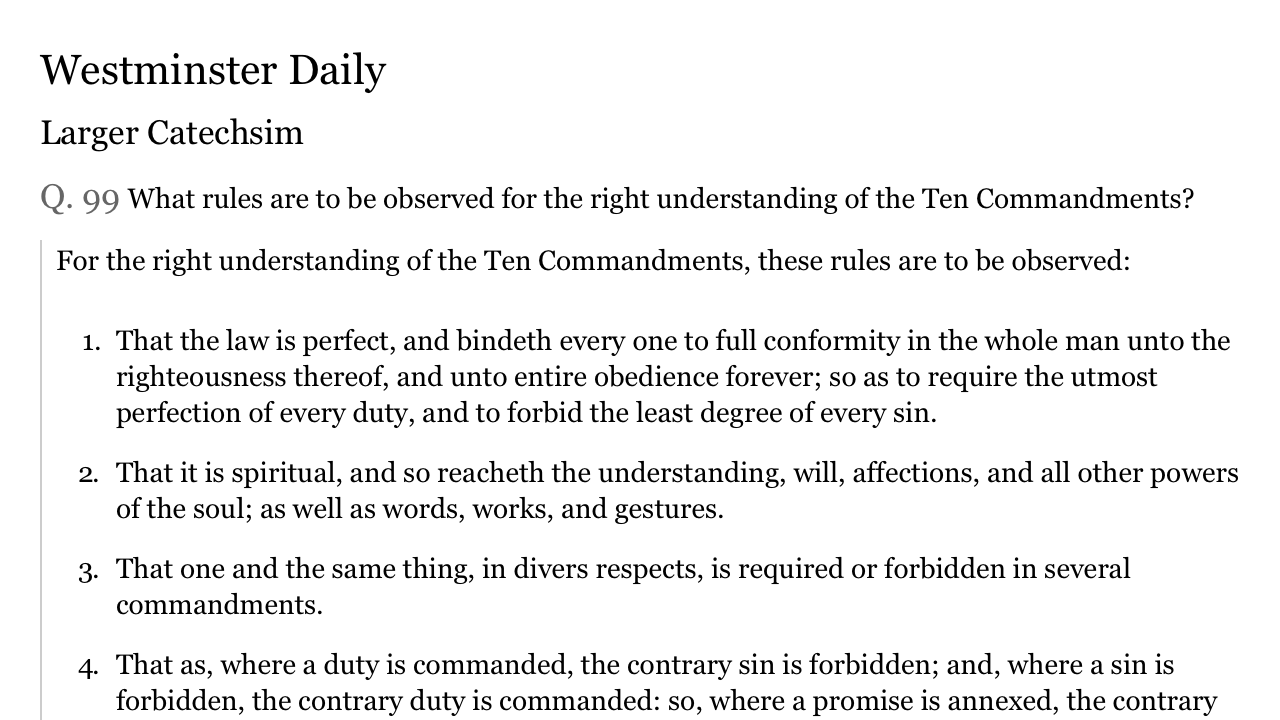 Westminster Daily
Larger Catechsim
Q. 99 What rules are to be observed for the right understanding of the Ten Commandments?
For the right understanding of the Ten Commandments, these rules are to be observed:
1. That the law is perfect, and bindeth every one to full conformity in the whole man unto the
righteousness thereof, and unto entire obedience forever; so as to require the utmost
perfection of every duty, and to forbid the least degree of every sin.
2. That it is spiritual, and so reacheth the understanding, will, affections, and all other powers
of the soul; as well as words, works, and gestures.
3. That one and the same thing, in divers respects, is required or forbidden in several
commandments.
4. That as, where a duty is commanded, the contrary sin is forbidden; and, where a sin is
forbidden, the contrary duty is commanded: so, where a promise is annexed, the contrary